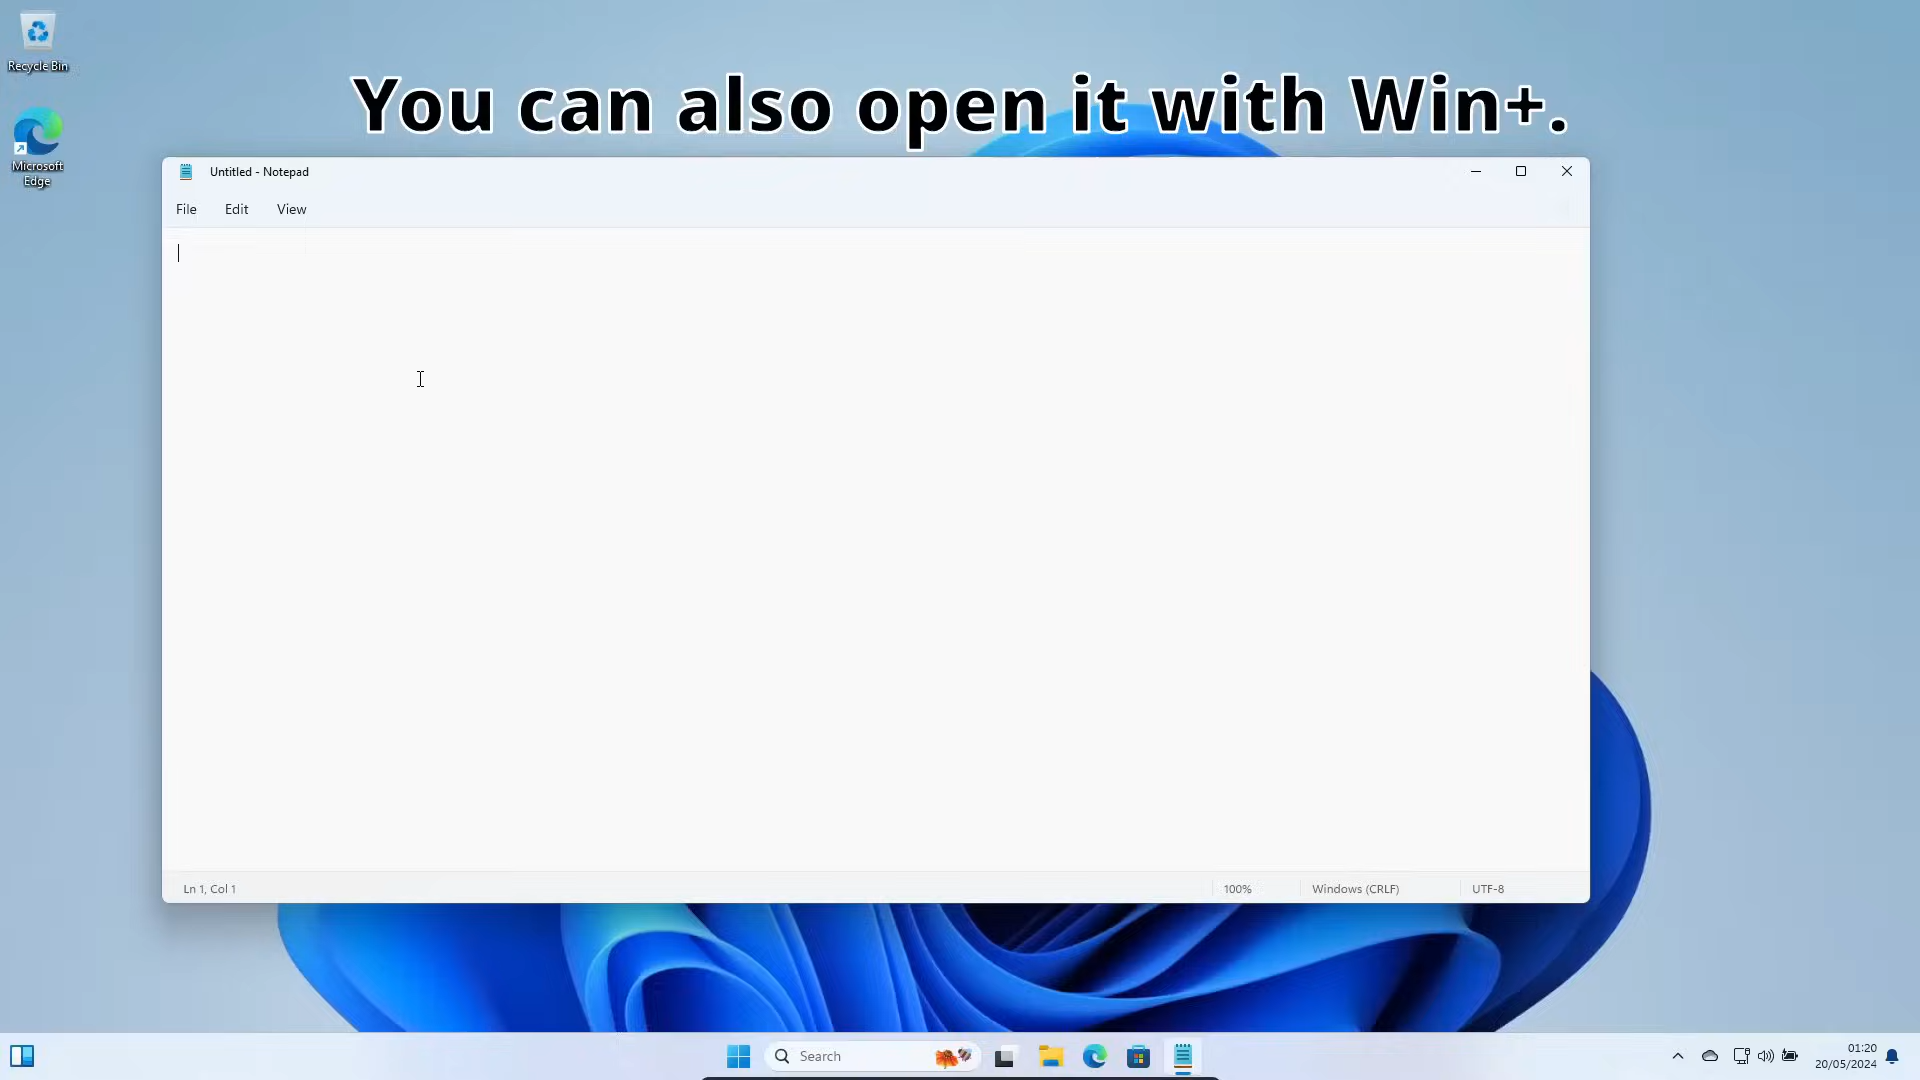 Recycle Bin
You can also open it with Win+.
Microsoft
Edge
Untitled - Notepad
File Edit View
Ln 1, Col 1 100% Windows (CRLF) UTF-8
Search
01:20
20/05/2024